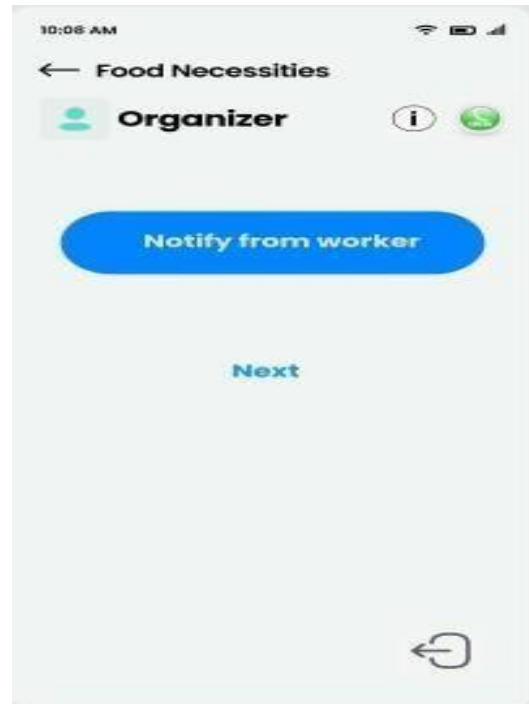 10:08 AM
← Food Necessities
Organizer
i
Notify from worker
Next